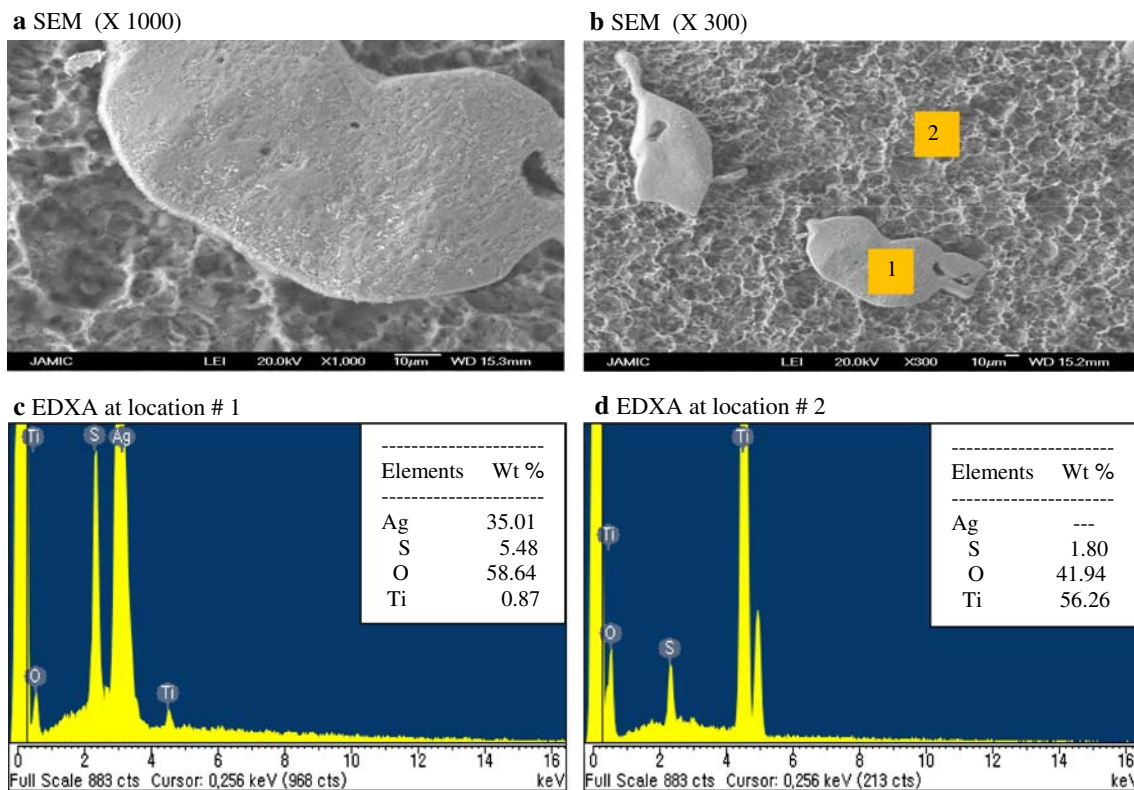 a SEM (X 1000)
b SEM (X 300)
JAMIC LEI 20.0kV X1,000 10μm WD 15.3mm
2
1
JAMIC LEI 20.0kV X300 10μm WD 15.2mm
c EDXA at location # 1
Ti S Ag
O Ti
-----------------------
Elements Wt %
-----------------------
Ag 35.01
S 5.48
O 58.64
Ti 0.87
0 2 4 6 8 10 12 14 16
Full Scale 883 cts Cursor: 0,256 keV (968 cts) keV
d EDXA at location # 2
Ti
Ti
O S
-----------------------
Elements Wt %
-----------------------
Ag ---
S 1.80
O 41.94
Ti 56.26
0 2 4 6 8 10 12 14 16
Full Scale 883 cts Cursor: 0,256 keV (213 cts) keV